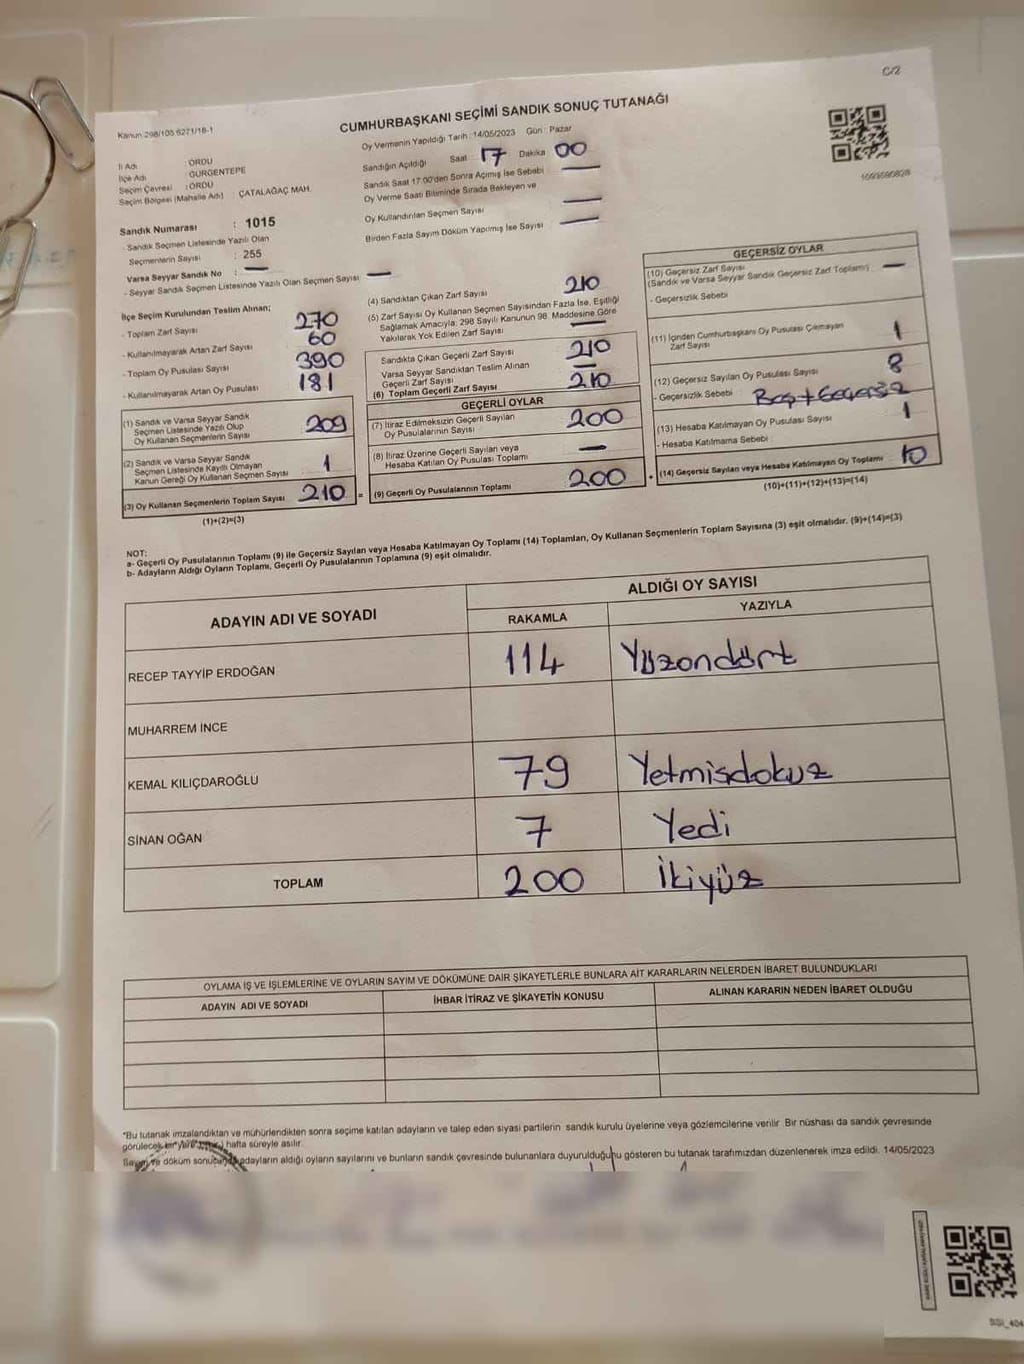 C/2
Kanun 298/105 6271/18-1
CUMHURBAŞKANI SEÇİMİ SANDIK SONUÇ TUTANAĞI
İl Adı : ORDU
İlçe Adı : GÜRGENTEPE
Seçim Çevresi : ORDU
Seçim Bölgesi (Mahalle Adı) : ÇATALAĞAÇ MAH.
Oy Vermenin Yapıldığı Tarih : 14/05/2023 Gün : Pazar
Sandığın Açıldığı Saat 17 Dakika 00
Sandık Saat 17:00'den Sonra Açımış İse Sebebi —
Oy Verme Saati Bitiminde Sırada Bekleyen ve
Oy Kullandırılan Seçmen Sayısı —
Birden Fazla Sayım Döküm Yapılmış İse Sayısı —
Sandık Numarası : 1015
- Sandık Seçmen Listesinde Yazılı Olan
Seçmenlerin Sayısı : 255
Varsa Seyyar Sandık No : —
- Seyyar Sandık Seçmen Listesinde Yazılı Olan Seçmen Sayısı : —
İlçe Seçim Kurulundan Teslim Alınan;
- Toplam Zarf Sayısı 270
- Kullanılmayarak Artan Zarf Sayısı 60
- Toplam Oy Pusulası Sayısı 390
- Kullanılmayarak Artan Oy Pusulası 181
(1) Sandık ve Varsa Seyyar Sandık
Seçmen Listesinde Yazılı Olup
Oy Kullanan Seçmenlerin Sayısı 209
(2) Sandık ve Varsa Seyyar Sandık
Seçmen Listesinde Kayıtlı Olmayan
Kanun Gereği Oy Kullanan Seçmen Sayısı 1
(3) Oy Kullanan Seçmenlerin Toplam Sayısı 210 =
(1)+(2)=(3)
(4) Sandıktan Çıkan Zarf Sayısı 210
(5) Zarf Sayısı Oy Kullanan Seçmen Sayısından Fazla İse, Eşitliği
Sağlamak Amacıyla; 298 Sayılı Kanunun 98. Maddesine Göre
Yakılarak Yok Edilen Zarf Sayısı —
Sandıkta Çıkan Geçerli Zarf Sayısı 210
Varsa Seyyar Sandıktan Teslim Alınan
Geçerli Zarf Sayısı —
(6) Toplam Geçerli Zarf Sayısı 210
GEÇERLİ OYLAR
(7) İtiraz Edilmeksizin Geçerli Sayılan
Oy Pusulalarının Sayısı 200
(8) İtiraz Üzerine Geçerli Sayılan veya
Hesaba Katılan Oy Pusulası Toplamı —
(9) Geçerli Oy Pusulalarının Toplamı 200 +
GEÇERSİZ OYLAR
(10) Geçersiz Zarf Sayısı
(Sandık ve Varsa Seyyar Sandık Geçersiz Zarf Toplamı) —
- Geçersizlik Sebebi
(11) İçinden Cumhurbaşkanı Oy Pusulası Çıkmayan
Zarf Sayısı 1
(12) Geçersiz Sayılan Oy Pusulası Sayısı 8
- Geçersizlik Sebebi Boş+Geçersiz
(13) Hesaba Katılmayan Oy Pusulası Sayısı 1
- Hesaba Katılmama Sebebi
(14) Geçersiz Sayılan veya Hesaba Katılmayan Oy Toplamı 10
(10)+(11)+(12)+(13)=(14)
NOT:
a- Geçerli Oy Pusulalarının Toplamı (9) ile Geçersiz Sayılan veya Hesaba Katılmayan Oy Toplamı (14) Toplamları, Oy Kullanan Seçmenlerin Toplam Sayısına (3) eşit olmalıdır. (9)+(14)=(3)
b- Adayların Aldığı Oyların Toplamı, Geçerli Oy Pusulalarının Toplamına (9) eşit olmalıdır.
ADAYIN ADI VE SOYADI
ALDIĞI OY SAYISI
RAKAMLA YAZIYLA
RECEP TAYYİP ERDOĞAN 114 Yüzondört
MUHARREM İNCE
KEMAL KILIÇDAROĞLU 79 Yetmişdokuz
SİNAN OĞAN 7 Yedi
TOPLAM 200 İkiyüz
OYLAMA İŞ VE İŞLEMLERİNE VE OYLARIN SAYIM VE DÖKÜMÜNE DAİR ŞİKAYETLERLE BUNLARA AİT KARARLARIN NELERDEN İBARET BULUNDUKLARI
ADAYIN ADI VE SOYADI İHBAR İTİRAZ VE ŞİKAYETİN KONUSU ALINAN KARARIN NEDEN İBARET OLDUĞU
*Bu tutanak imzalandıktan ve mühürlendikten sonra seçime katılan adayların ve talep eden siyasi partilerin sandık kurulu üyelerine veya gözlemcilerine verilir. Bir nüshası da sandık çevresinde
görülecek bir yere hafta süreyle asılır.
Sayım ve döküm sonucunda adayların aldığı oyların sayılarını ve bunların sandık çevresinde bulunanlara duyurulduğunu gösteren bu tutanak tarafımızdan düzenlenerek imza edildi. 14/05/2023